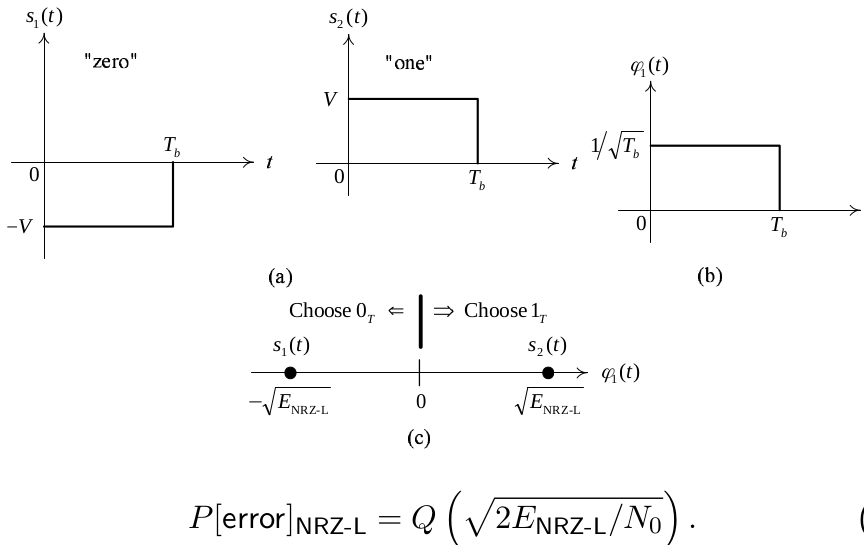 s₁(t)
"zero"
T_b
t
0
−V
s₂(t)
"one"
V
0
T_b
t
(a)
φ₁(t)
1/√T_b
0
T_b
(b)
Choose 0_T ⇐ ⇒ Choose 1_T
s₁(t) s₂(t)
φ₁(t)
−√E_NRZ-L 0 √E_NRZ-L
(c)
P[error]_NRZ-L = Q(√(2E_NRZ-L/N₀)). (